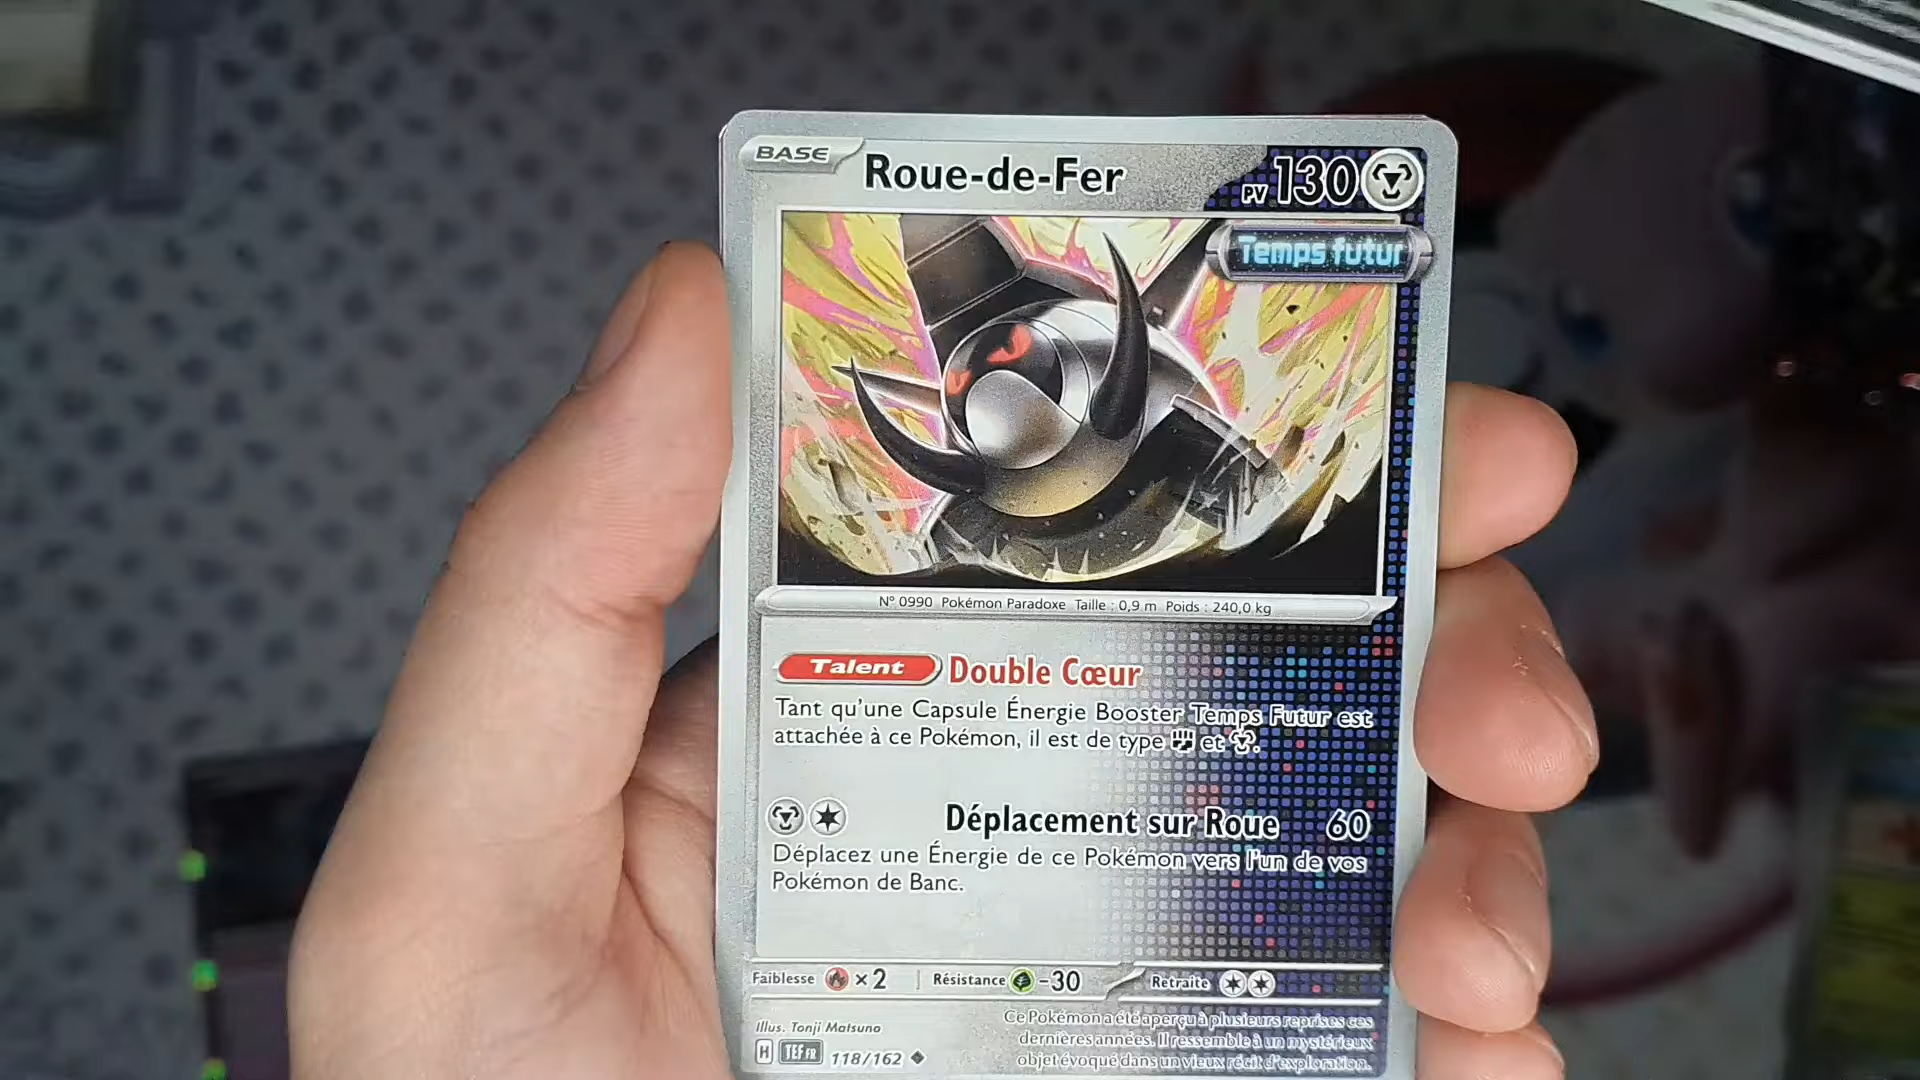 BASE Roue-de-Fer PV 130
Temps futur
N° 0990 Pokémon Paradoxe Taille : 0,9 m Poids : 240,0 kg
Talent Double Cœur
Tant qu'une Capsule Énergie Booster Temps Futur est
attachée à ce Pokémon, il est de type et .
Déplacement sur Roue 60
Déplacez une Énergie de ce Pokémon vers l'un de vos
Pokémon de Banc.
Faiblesse ×2 Résistance -30 Retraite
Illus. Tonji Matsuno
Ce Pokémon a été aperçu à plusieurs reprises ces
dernières années. Il ressemble à un mystérieux
objet évoqué dans un vieux récit d'exploration.
H TEF FR 118/162